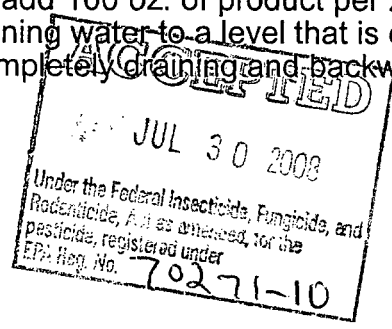 add 100 oz. of product per
ning water to a level that is
mpletely draining and backw
ACCEPTED
JUL 30 2008
Under the Federal Insecticide, Fungicide, and
Rodenticide, Act as amended, for the
pesticide, registered under
EPA Reg. No. 70271-10